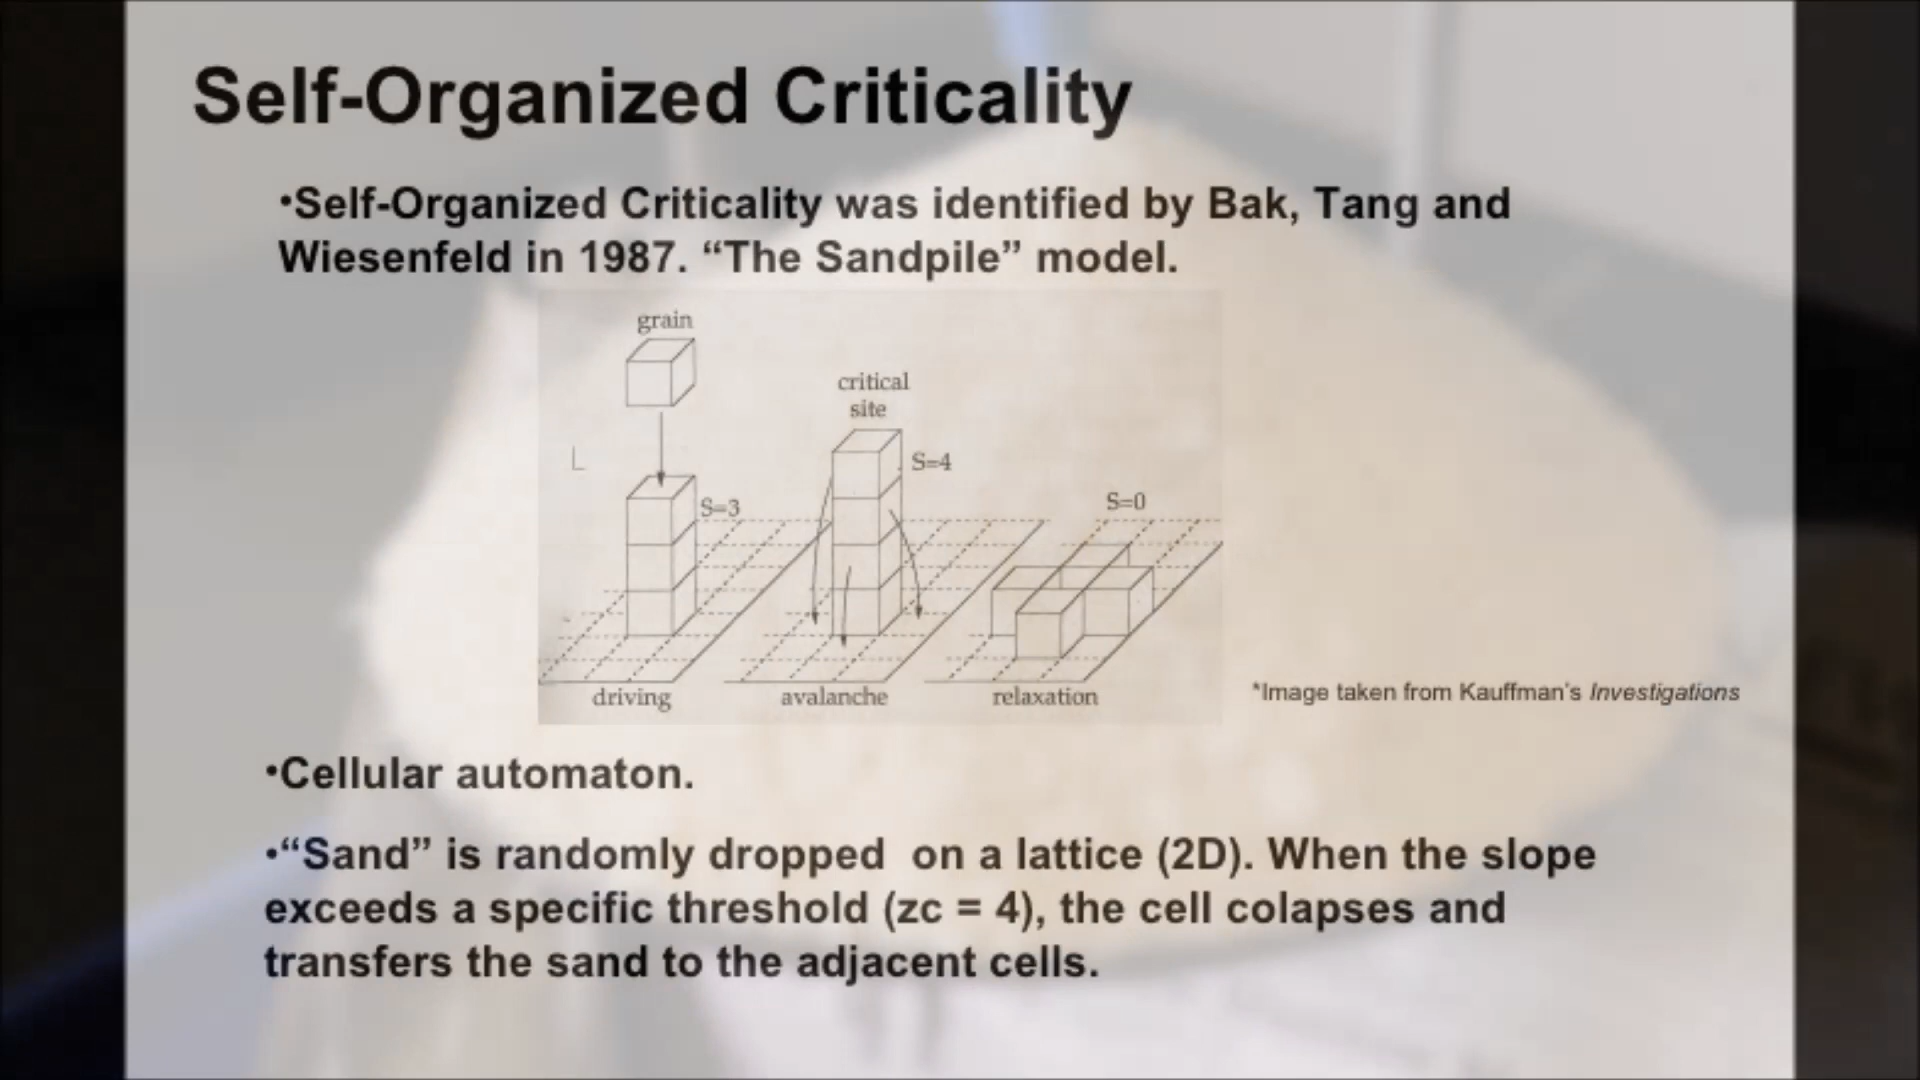 Self-Organized Criticality
•Self-Organized Criticality was identified by Bak, Tang and
Wiesenfeld in 1987. “The Sandpile” model.
grain
critical
site
L
S=4
S=3
S=0
driving
avalanche
relaxation
*Image taken from Kauffman's Investigations
•Cellular automaton.
•“Sand” is randomly dropped on a lattice (2D). When the slope
exceeds a specific threshold (zc = 4), the cell colapses and
transfers the sand to the adjacent cells.